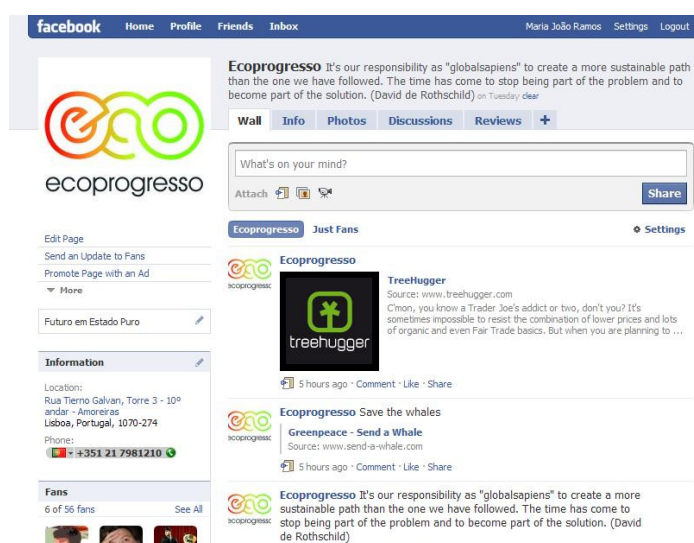 facebook Home Profile Friends Inbox Maria João Ramos Settings Logout
Ecoprogresso It's our responsibility as "globalsapiens" to create a more sustainable path
than the one we have followed. The time has come to stop being part of the problem and to
become part of the solution. (David de Rothschild) on Tuesday clear
Wall Info Photos Discussions Reviews +
What's on your mind?
Attach Share
Ecoprogresso Just Fans Settings
eco
ecoprogresso
Edit Page
Send an Update to Fans
Promote Page with an Ad
More
Futuro em Estado Puro
Information
Location:
Rua Tierno Galvan, Torre 3 - 10º
andar - Amoreiras
Lisboa, Portugal, 1070-274
Phone:
+351 21 7981210
Fans
6 of 56 fans See All
Ecoprogresso
ecoprogresso
treehugger
TreeHugger
Source: www.treehugger.com
C'mon, you know a Trader Joe's addict or two, don't you? It's
sometimes impossible to resist the combination of lower prices and lots
of organic and even Fair Trade basics. But when you are planning to ...
5 hours ago · Comment · Like · Share
Ecoprogresso Save the whales
ecoprogresso
Greenpeace - Send a Whale
Source: www.send-a-whale.com
5 hours ago · Comment · Like · Share
Ecoprogresso It's our responsibility as "globalsapiens" to create a more
ecoprogresso
sustainable path than the one we have followed. The time has come to
stop being part of the problem and to become part of the solution. (David
de Rothschild)